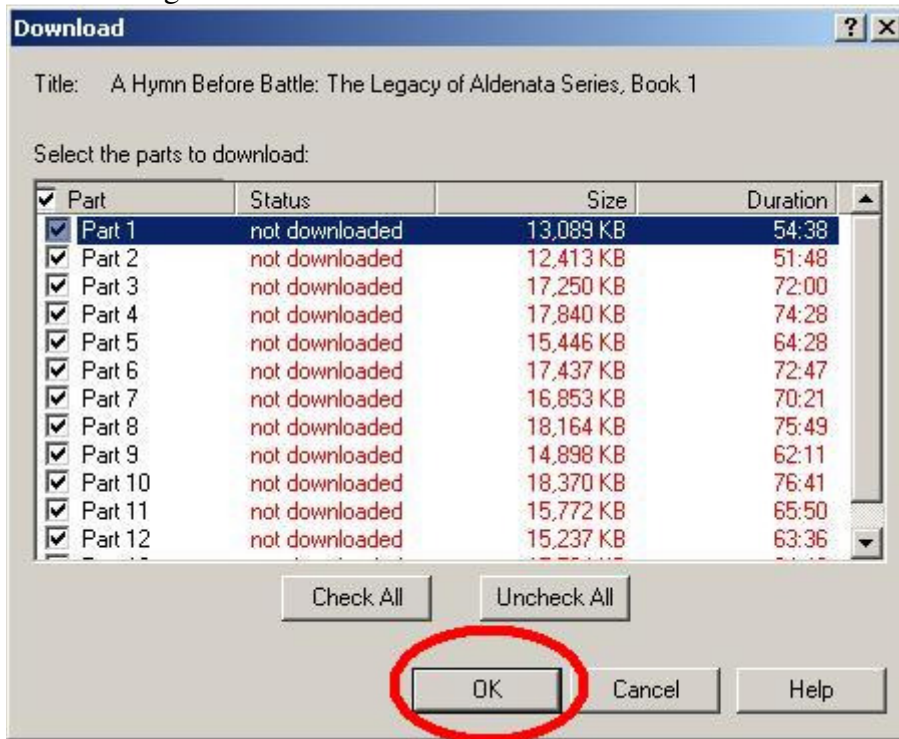 Download
Title: A Hymn Before Battle: The Legacy of Aldenata Series, Book 1
Select the parts to download:
Part Status Size Duration
Part 1 not downloaded 13,089 KB 54:38
Part 2 not downloaded 12,413 KB 51:48
Part 3 not downloaded 17,250 KB 72:00
Part 4 not downloaded 17,840 KB 74:28
Part 5 not downloaded 15,446 KB 64:28
Part 6 not downloaded 17,437 KB 72:47
Part 7 not downloaded 16,853 KB 70:21
Part 8 not downloaded 18,164 KB 75:49
Part 9 not downloaded 14,898 KB 62:11
Part 10 not downloaded 18,370 KB 76:41
Part 11 not downloaded 15,772 KB 65:50
Part 12 not downloaded 15,237 KB 63:36
Check All Uncheck All
OK Cancel Help